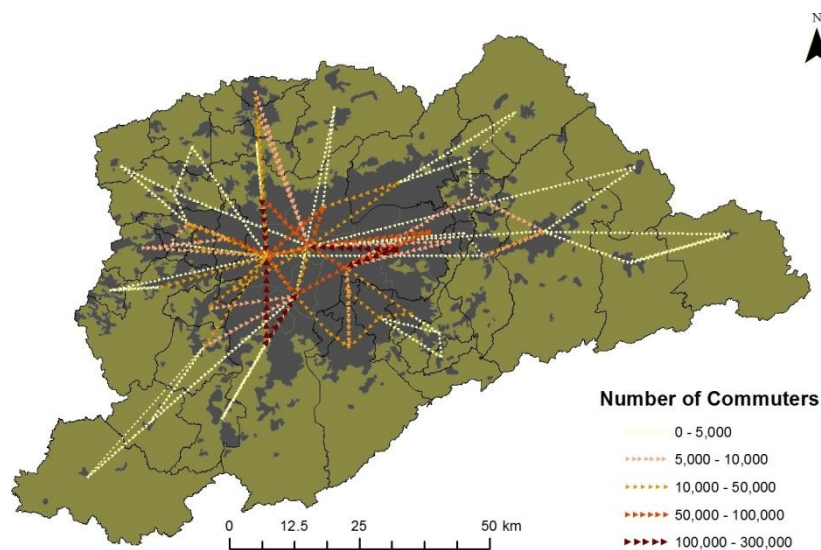 N
Number of Commuters
0 - 5,000
5,000 - 10,000
10,000 - 50,000
50,000 - 100,000
100,000 - 300,000
0 12.5 25 50 km